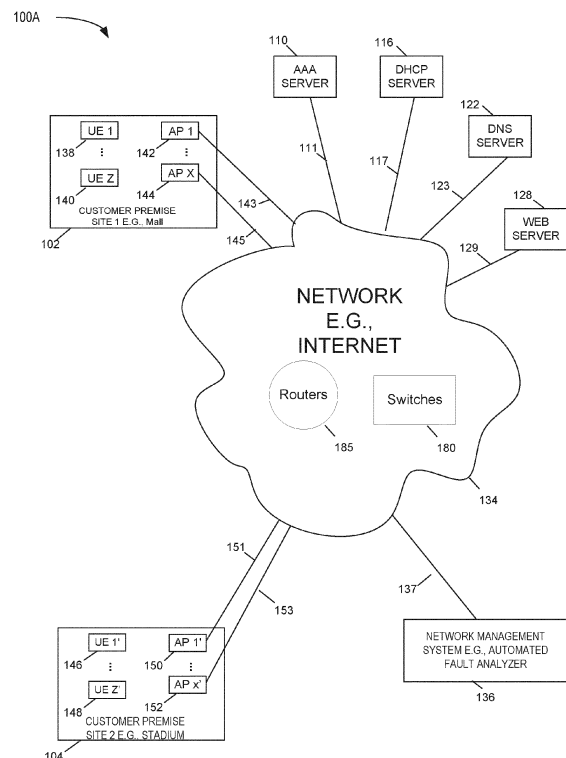 100A
110
AAA
SERVER
116
DHCP
SERVER
122
DNS
SERVER
128
WEB
SERVER
111
117
123
129
UE 1
138
⋮
UE Z
140
AP 1
142
⋮
AP X
144
CUSTOMER PREMISE
SITE 1 E.G., Mall
102
143
145
NETWORK
E.G.,
INTERNET
Routers
185
Switches
180
134
151
153
137
UE 1'
146
⋮
UE Z'
148
AP 1'
150
⋮
AP x'
152
CUSTOMER PREMISE
SITE 2 E.G., STADIUM
104
NETWORK MANAGEMENT
SYSTEM E.G., AUTOMATED
FAULT ANALYZER
136